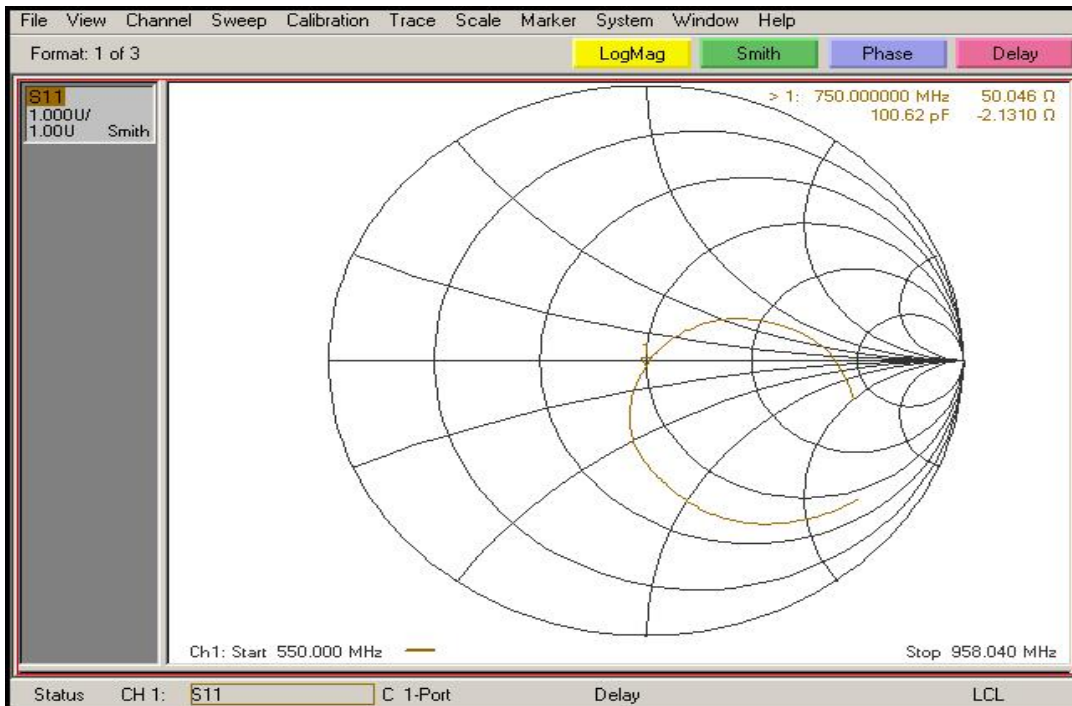 File View Channel Sweep Calibration Trace Scale Marker System Window Help
Format: 1 of 3 LogMag Smith Phase Delay
S11
1.000U/
1.00U Smith
> 1: 750.000000 MHz 50.046 Ω
100.62 pF -2.1310 Ω
1
Ch1: Start 550.000 MHz Stop 958.040 MHz
Status CH 1: S11 C 1-Port Delay LCL